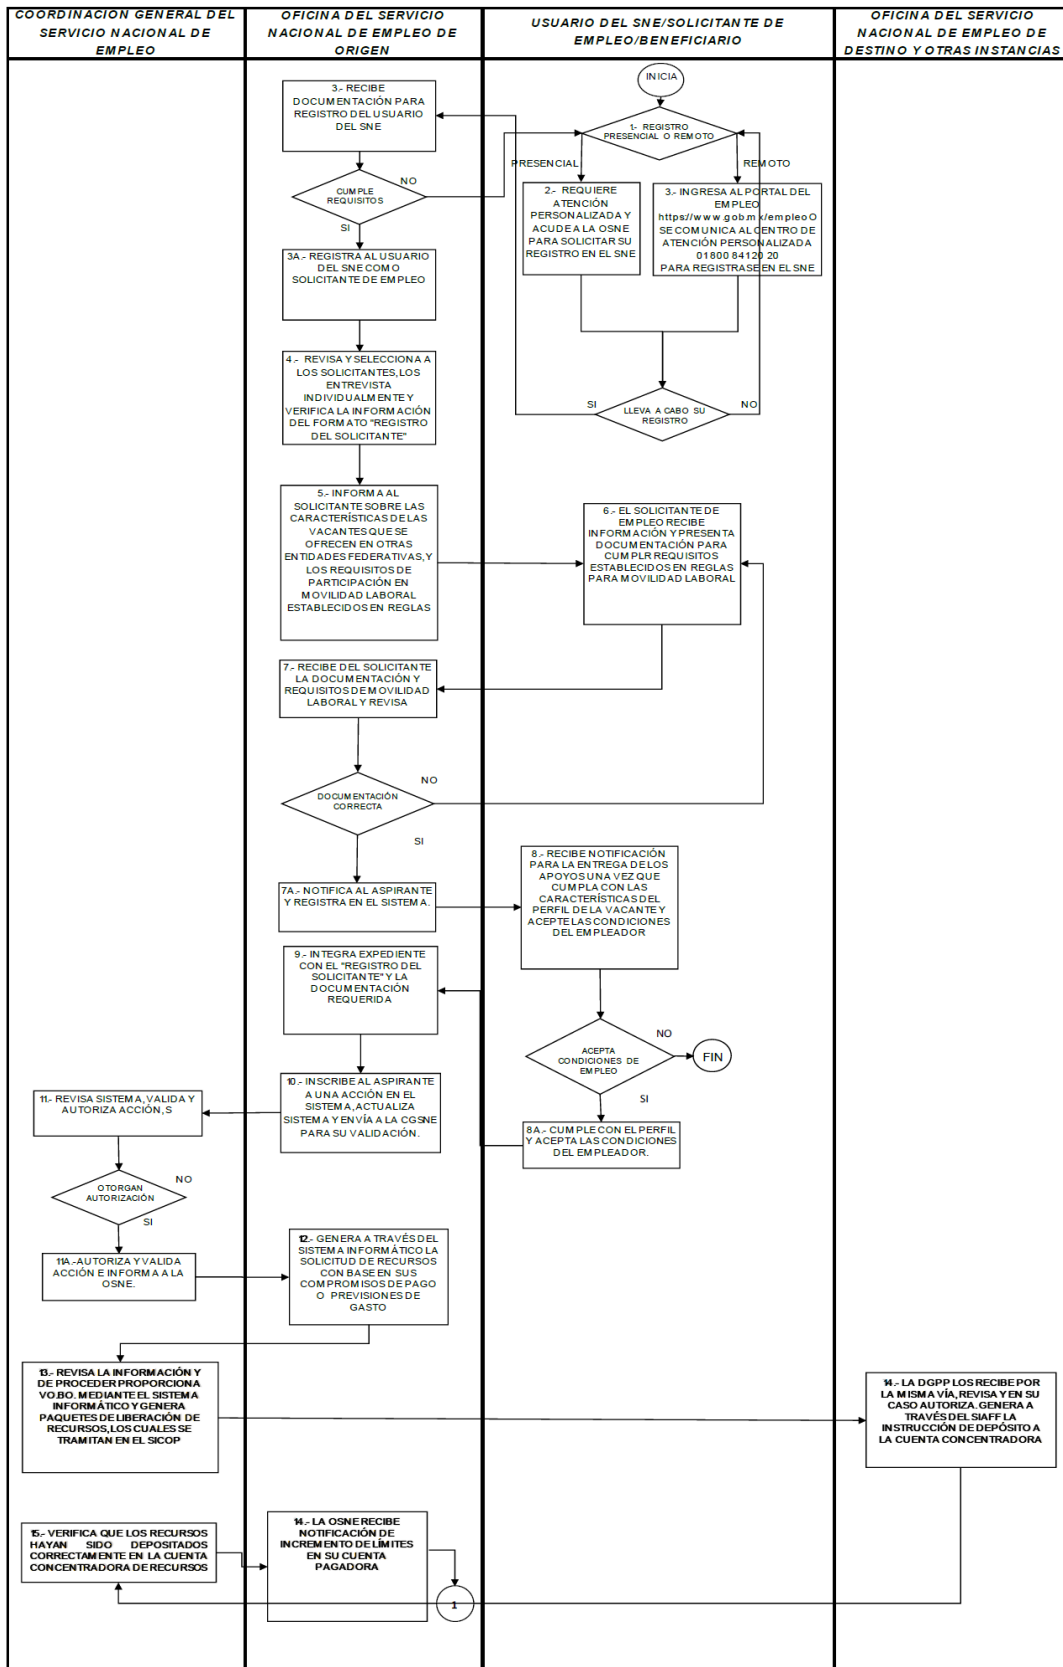 COORDINACION GENERAL DEL
SERVICIO NACIONAL DE
EMPLEO
OFICINA DEL SERVICIO
NACIONAL DE EMPLEO DE
ORIGEN
USUARIO DEL SNE/SOLICITANTE DE
EMPLEO/BENEFICIARIO
OFICINA DEL SERVICIO
NACIONAL DE EMPLEO DE
DESTINO Y OTRAS INSTANCIAS
INICIA
3.- RECIBE
DOCUMENTACIÓN PARA
REGISTRO DEL USUARIO
DEL SNE
1.- REGISTRO
PRESENCIAL O REMOTO
PRESENCIAL
REMOTO
CUMPLE
REQUISITOS
NO
SI
2.- REQUIERE
ATENCIÓN
PERSONALIZADA Y
ACUDE A LA OSNE
PARA SOLICITAR SU
REGISTRO EN EL SNE
3.- INGRESA AL PORTAL DEL
EMPLEO
https://www.gob.mx/empleo O
SE COMUNICA AL CENTRO DE
ATENCIÓN PERSONALIZADA
01800 8412020
PARA REGISTRASE EN EL SNE
3A.- REGISTRA AL USUARIO
DEL SNE COMO
SOLICITANTE DE EMPLEO
4.- REVISA Y SELECCIONA A
LOS SOLICITANTES, LOS
ENTREVISTA
INDIVIDUALMENTE Y
VERIFICA LA INFORMACIÓN
DEL FORMATO "REGISTRO
DEL SOLICITANTE"
SI
LLEVA A CABO SU
REGISTRO
NO
5.- INFORMA AL
SOLICITANTE SOBRE LAS
CARACTERÍSTICAS DE LAS
VACANTES QUE SE
OFRECEN EN OTRAS
ENTIDADES FEDERATIVAS, Y
LOS REQUISITOS DE
PARTICIPACIÓN EN
MOVILIDAD LABORAL
ESTABLECIDOS EN REGLAS
6.- EL SOLICITANTE DE
EMPLEO RECIBE
INFORMACIÓN Y PRESENTA
DOCUMENTACIÓN PARA
CUMPLR REQUISITOS
ESTABLECIDOS EN REGLAS
PARA MOVILIDAD LABORAL
7.- RECIBE DEL SOLICITANTE
LA DOCUMENTACIÓN Y
REQUISITOS DE MOVILIDAD
LABORAL Y REVISA
DOCUMENTACIÓN
CORRECTA
NO
SI
7A.- NOTIFICA AL ASPIRANTE
Y REGISTRA EN EL SISTEMA.
8.- RECIBE NOTIFICACIÓN
PARA LA ENTREGA DE LOS
APOYOS UNA VEZ QUE
CUMPLA CON LAS
CARACTERÍSTICAS DEL
PERFIL DE LA VACANTE Y
ACEPTE LAS CONDICIONES
DEL EMPLEADOR
9.- INTEGRA EXPEDIENTE
CON EL "REGISTRO DEL
SOLICITANTE" Y LA
DOCUMENTACIÓN
REQUERIDA
ACEPTA
CONDICIONES DE
EMPLEO
NO
FIN
SI
10.- INSCRIBE AL ASPIRANTE
A UNA ACCIÓN EN EL
SISTEMA, ACTUALIZA
SISTEMA Y ENVÍA A LA CGSNE
PARA SU VALIDACIÓN.
8A.- CUMPLE CON EL PERFIL
Y ACEPTA LAS CONDICIONES
DEL EMPLEADOR.
11.- REVISA SISTEMA, VALIDA Y
AUTORIZA ACCIÓN, S
OTORGAN
AUTORIZACIÓN
NO
SI
11A.-AUTORIZA Y VALIDA
ACCIÓN E INFORMA A LA
OSNE.
12.- GENERA A TRAVÉS DEL
SISTEMA INFORMÁTICO LA
SOLICITUD DE RECURSOS
CON BASE EN SUS
COMPROMISOS DE PAGO
O PREVISIONES DE
GASTO
13.- REVISA LA INFORMACIÓN Y
DE PROCEDER PROPORCIONA
VO.BO. MEDIANTE EL SISTEMA
INFORMÁTICO Y GENERA
PAQUETES DE LIBERACIÓN DE
RECURSOS, LOS CUALES SE
TRAMITAN EN EL SICOP
14.- LA DGPP LOS RECIBE POR
LA MISMA VÍA, REVISA Y EN SU
CASO AUTORIZA. GENERA A
TRAVÉS DEL SIAFF LA
INSTRUCCIÓN DE DEPÓSITO A
LA CUENTA CONCENTRADORA
15.- VERIFICA QUE LOS RECURSOS
HAYAN SIDO DEPOSITADOS
CORRECTAMENTE EN LA CUENTA
CONCENTRADORA DE RECURSOS
14.- LA OSNE RECIBE
NOTIFICACIÓN DE
INCREMENTO DE LÍMITES
EN SU CUENTA
PAGADORA
1